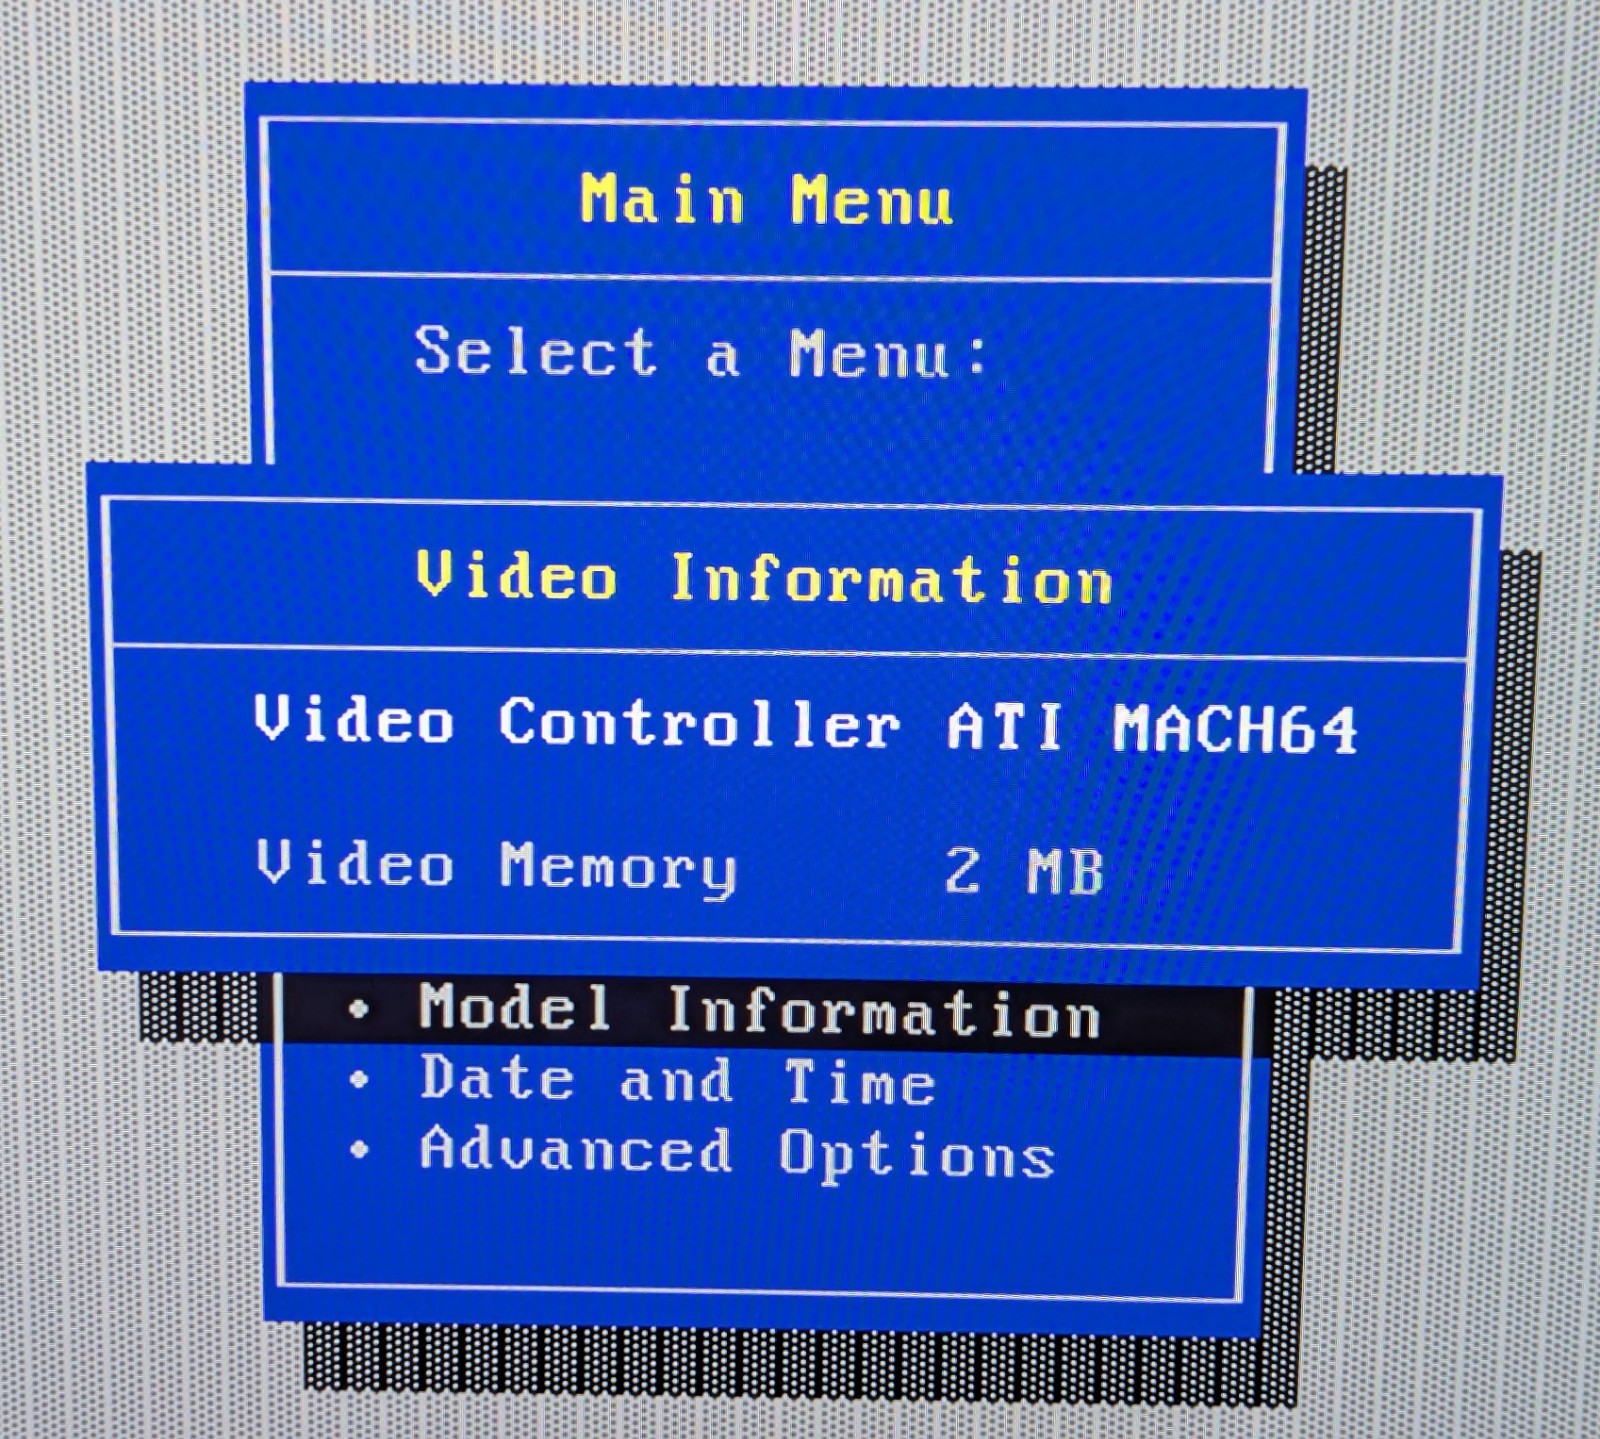 Main Menu
Select a Menu:
Video Information
Video Controller ATI MACH64
Video Memory 2 MB
• Model Information
• Date and Time
• Advanced Options